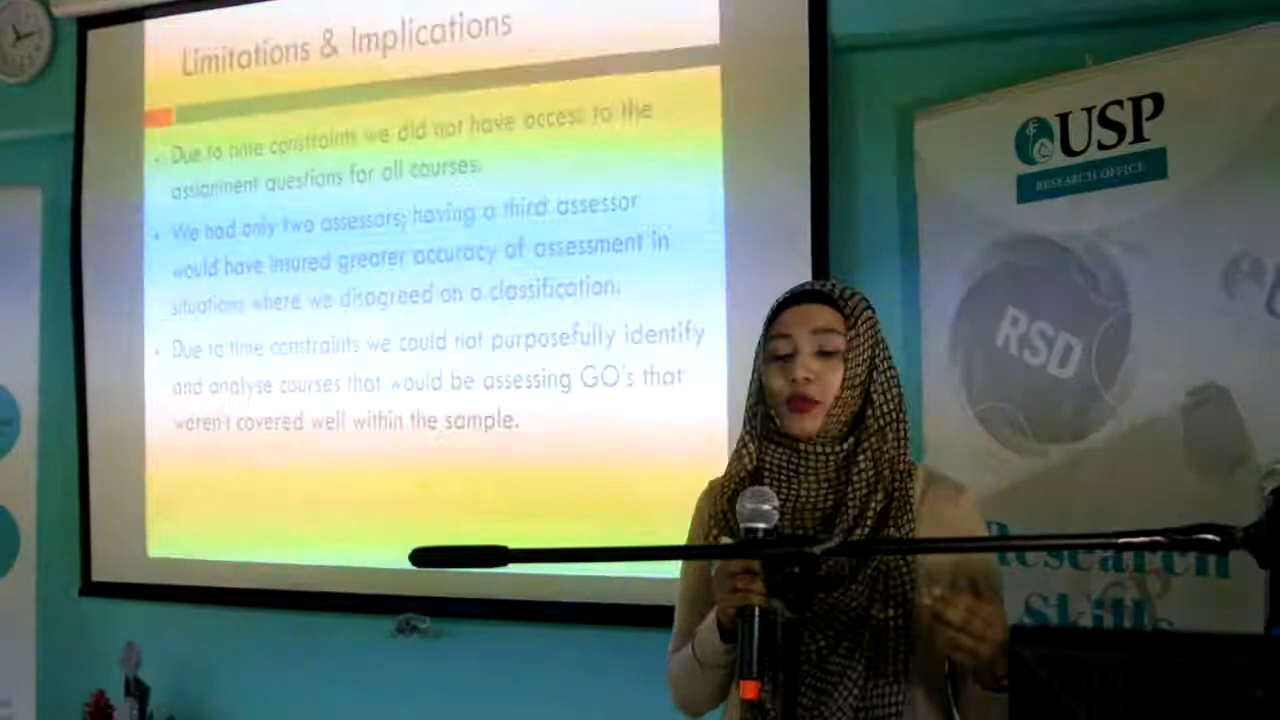 Limitations & Implications
Due to time constraints we did not have access to the
assignment questions for all courses.
We had only two assessors; having a third assessor
would have insured greater accuracy of assessment in
situations where we disagreed on a classification.
Due to time constraints we could not purposefully identify
and analyse courses that would be assessing GO's that
weren't covered well within the sample.
USP
RESEARCH OFFICE
RSD
Research
Skills